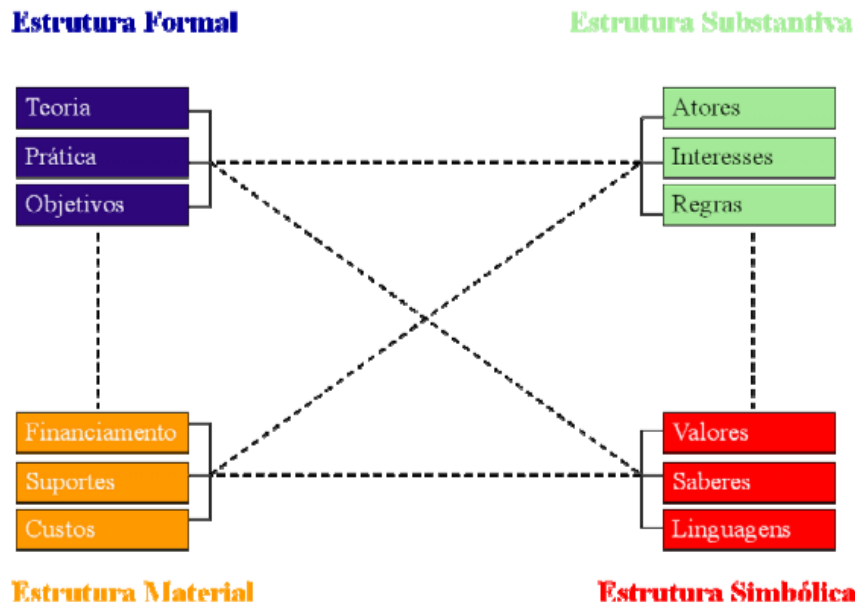 Estrutura Formal
Estrutura Substantiva
Teoria
Prática
Objetivos
Atores
Interesses
Regras
Financiamento
Suportes
Custos
Valores
Saberes
Linguagens
Estrutura Material
Estrutura Simbólica